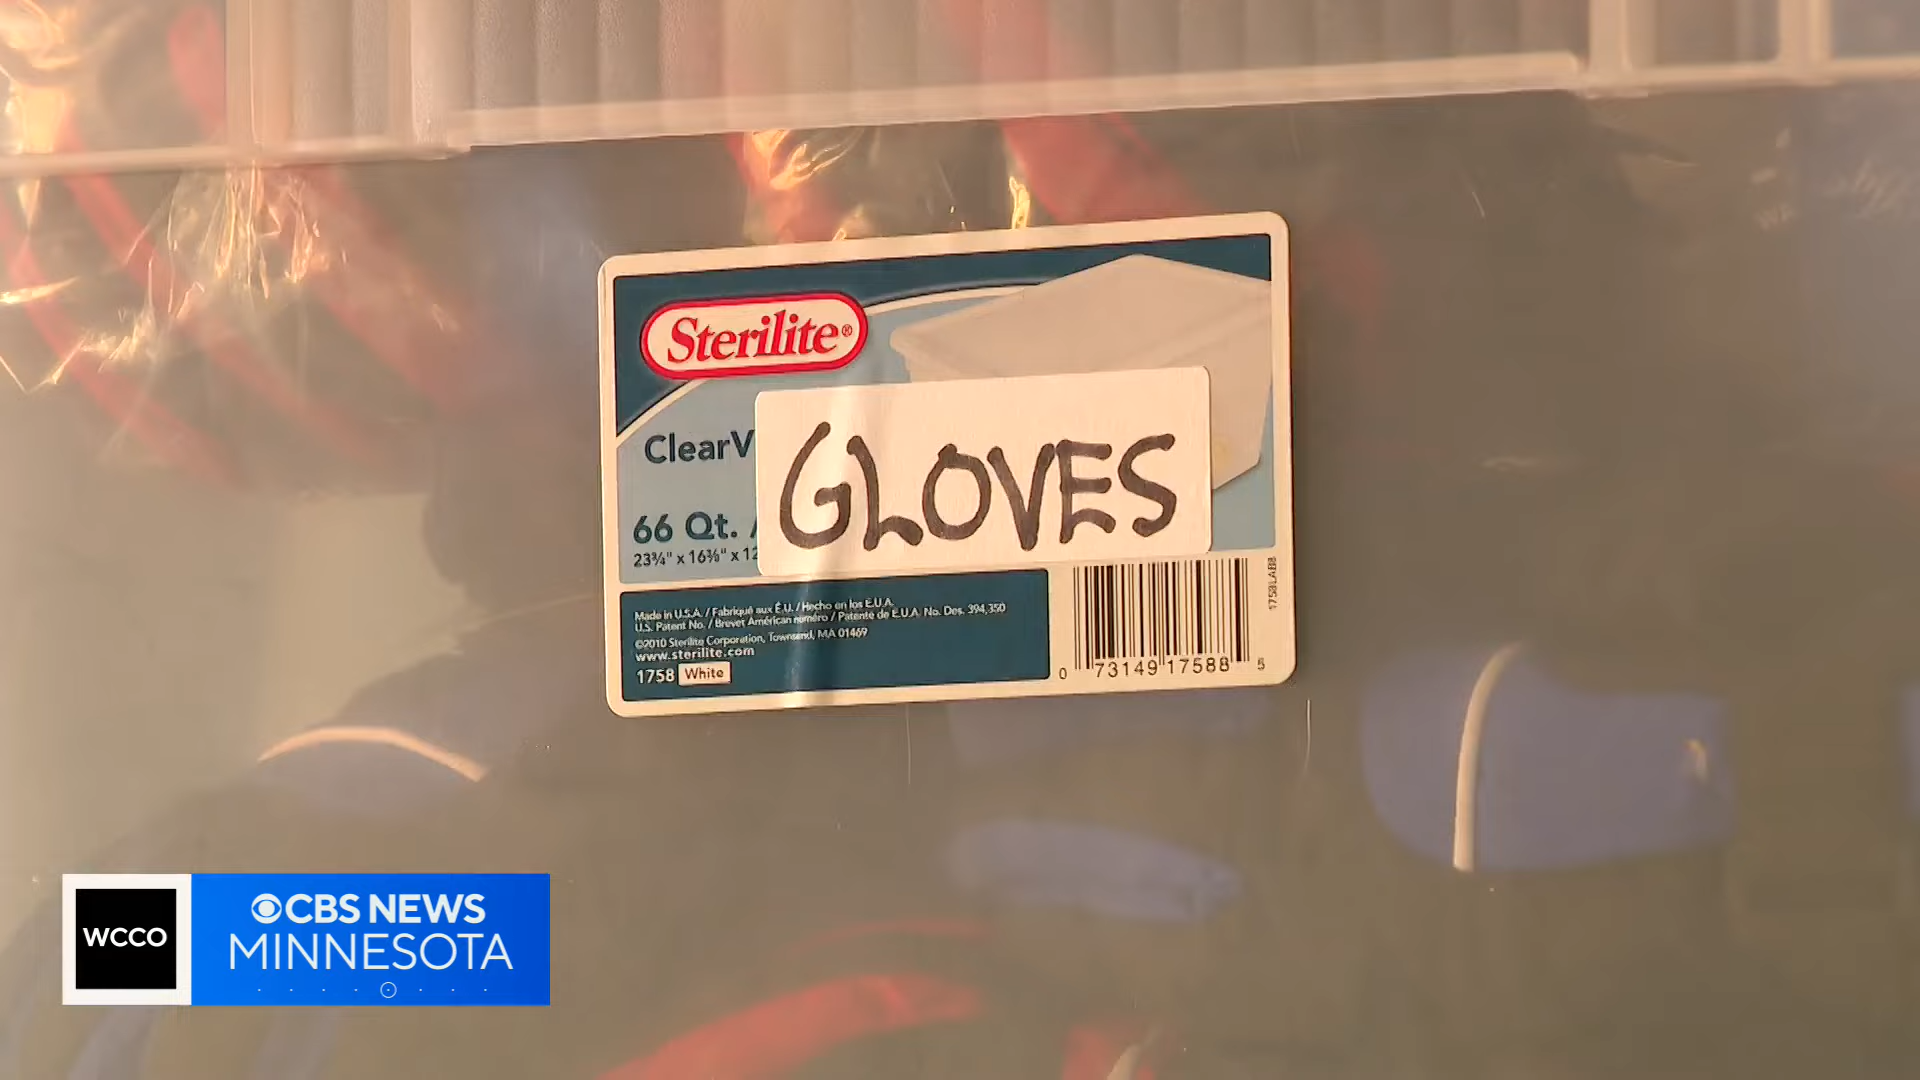 Sterilite®
ClearV
GLOVES
66 Qt.
23¾" x 16⅜" x 12
Made in U.S.A. / Fabriqué aux É.U. / Hecho en los E.U.A.
U.S. Patent No. / Brevet Américan numéro / Patente de E.U.A. No. Des. 394,350
©2010 Sterilite Corporation, Townsend, MA 01469
www.sterilite.com
1758 White
1758LAB8
0 73149 17588 5
WCCO
CBS NEWS
MINNESOTA